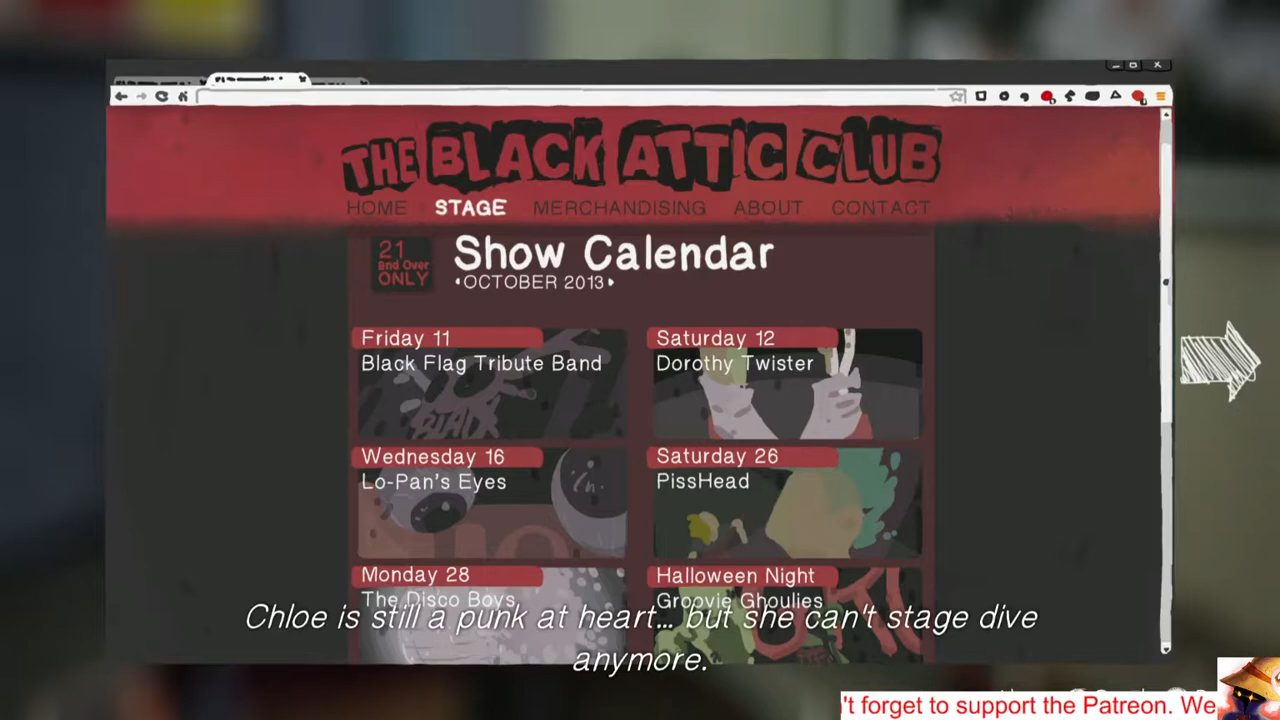 THE BLACK ATTIC CLUB
HOME STAGE MERCHANDISING ABOUT CONTACT
21
and Over
ONLY
Show Calendar
OCTOBER 2013
Friday 11
Black Flag Tribute Band
Saturday 12
Dorothy Twister
Wednesday 16
Lo-Pan's Eyes
Saturday 26
PissHead
Monday 28
The Disco Boys
Halloween Night
Groovie Ghoulies
Chloe is still a punk at heart... but she can't stage dive
anymore.
't forget to support the Patreon. We